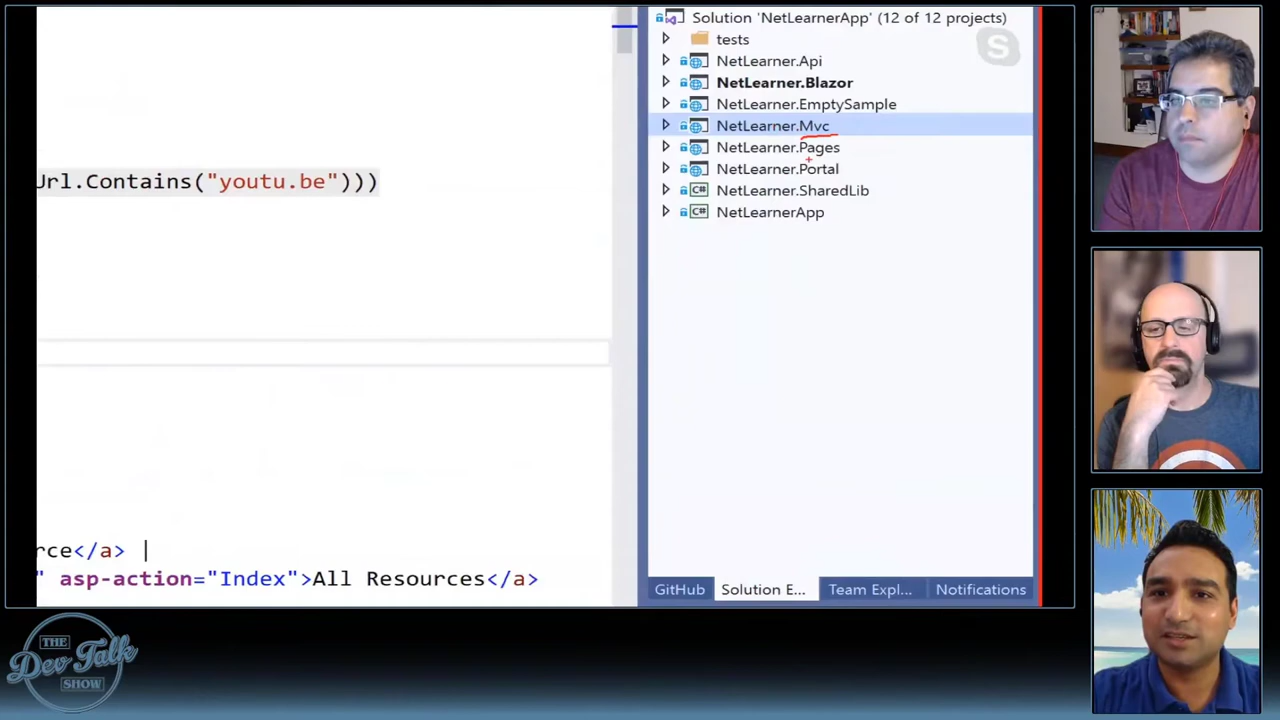 Url.Contains("youtu.be")))
rce</a> |
" asp-action="Index">All Resources</a>
Solution 'NetLearnerApp' (12 of 12 projects)
tests
NetLearner.Api
NetLearner.Blazor
NetLearner.EmptySample
NetLearner.Mvc
NetLearner.Pages
NetLearner.Portal
NetLearner.SharedLib
NetLearnerApp
GitHub
Solution E...
Team Expl...
Notifications
S
THE
Dev Talk
SHOW